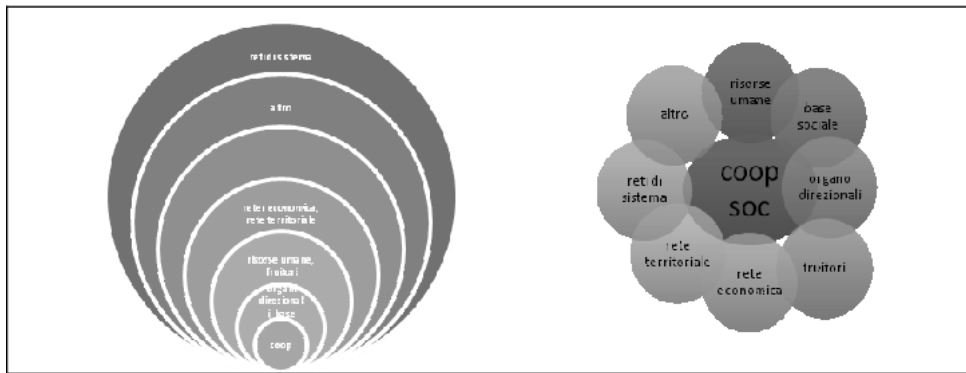 reti di sistema
altro
rete economica,
rete territoriale
risorse umane,
fruitori
organi
direzionali
i base
coop
risorse
umane
base
sociale
organo
direzionali
fruitori
rete
economica
rete
territoriale
reti di
sistema
altro
coop
soc